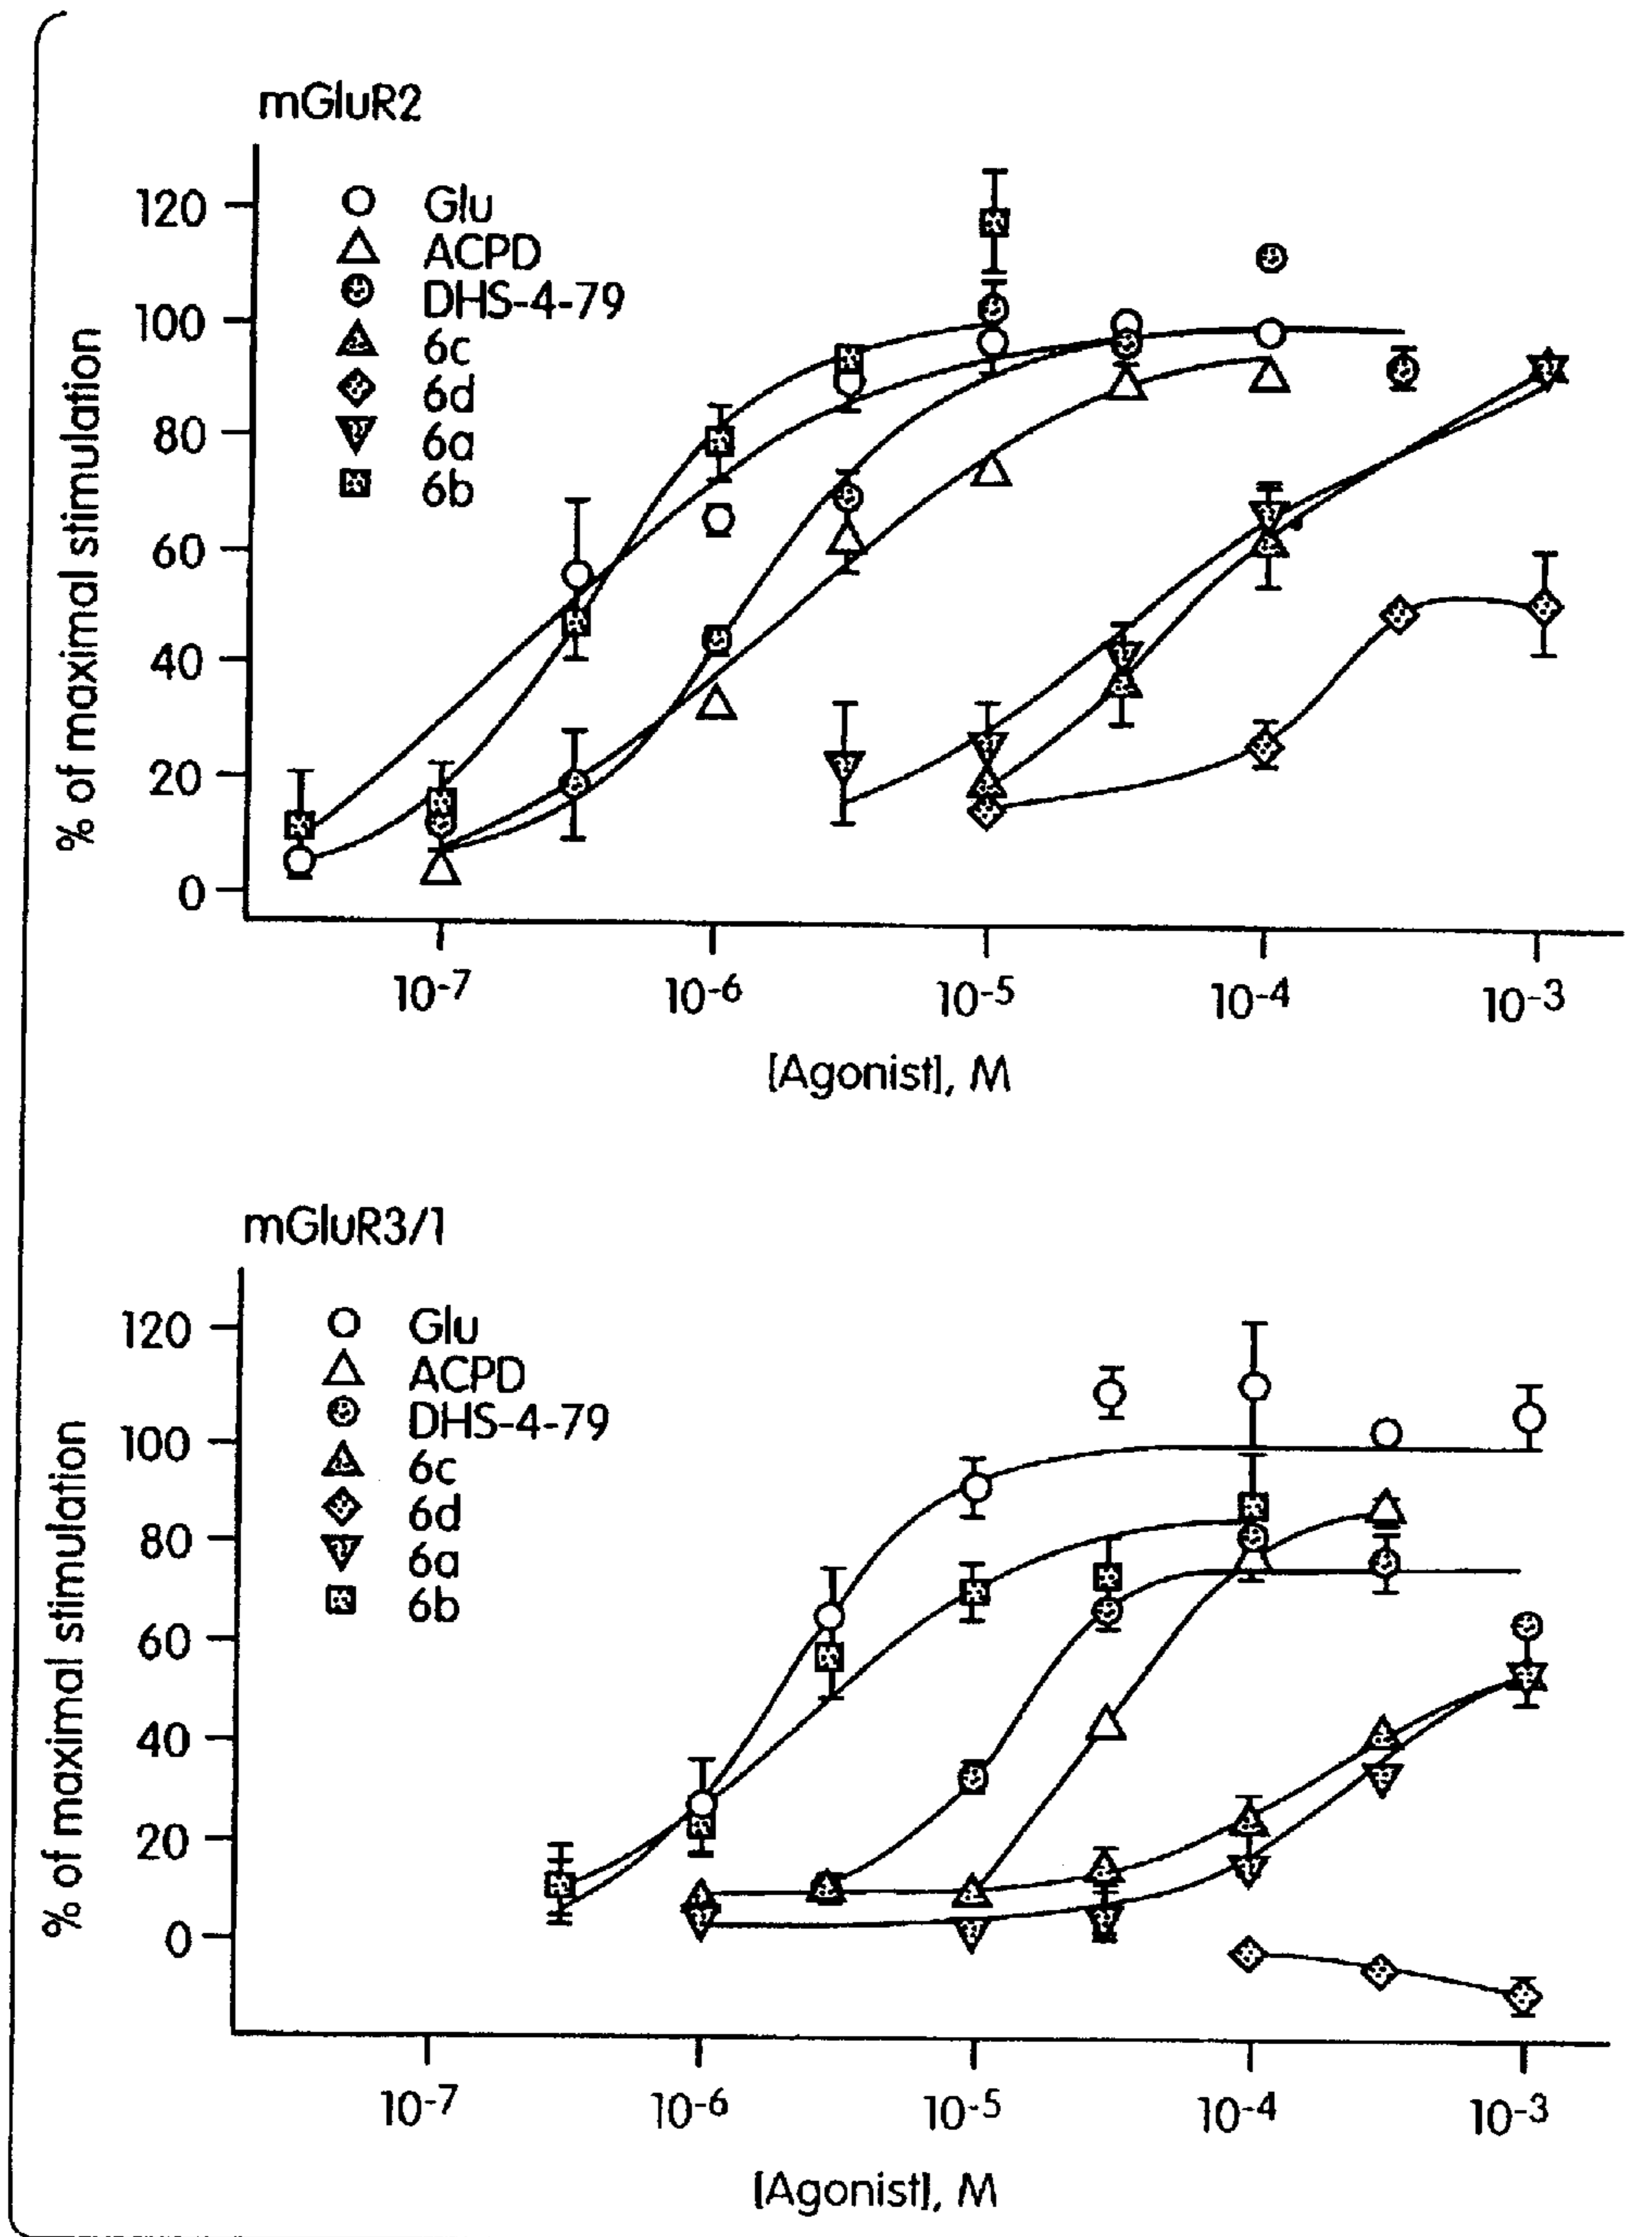 mGluR2
120
100
80
60
40
20
0
% of maximal stimulation
Glu
ACPD
DHS-4-79
6c
6d
6a
6b
10-7 10-6 10-5 10-4 10-3
[Agonist], M
mGluR3/1
120
100
80
60
40
20
0
% of maximal stimulation
Glu
ACPD
DHS-4-79
6c
6d
6a
6b
10-7 10-6 10-5 10-4 10-3
[Agonist], M